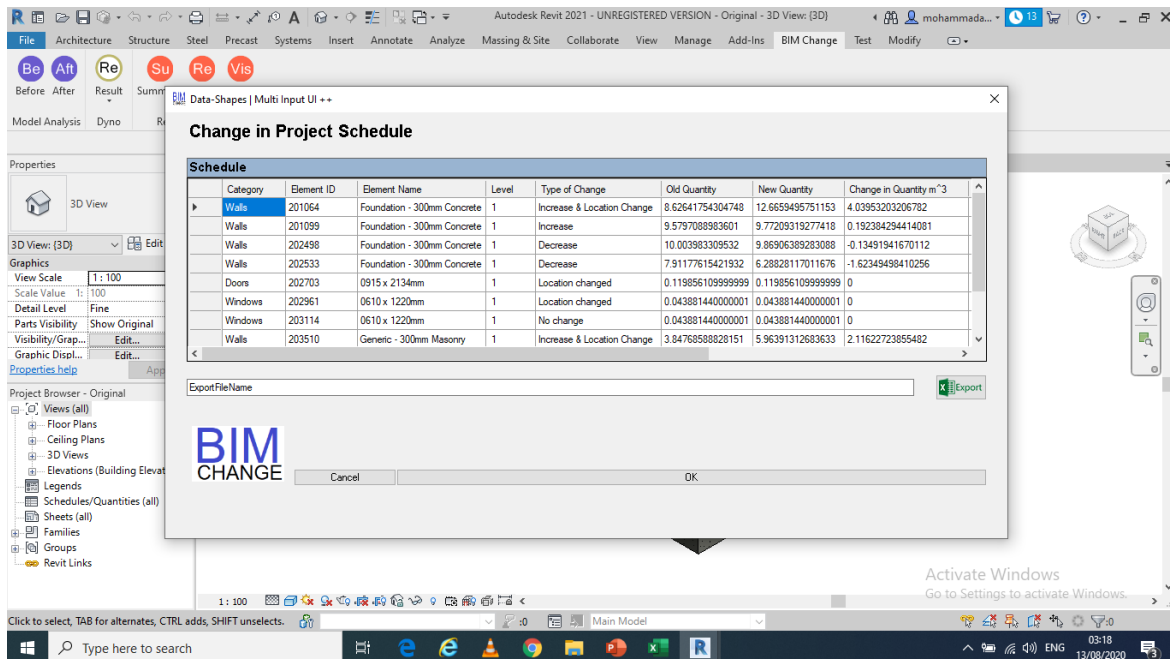 Autodesk Revit 2021 - UNREGISTERED VERSION - Original - 3D View: {3D}
mohammada...
13
File Architecture Structure Steel Precast Systems Insert Annotate Analyze Massing & Site Collaborate View Manage Add-Ins BIM Change Test Modify
Be Aft Re Su Re Vis
Before After Result Summ
Model Analysis Dyno Re
BIM Data-Shapes | Multi Input UI ++
Change in Project Schedule
Schedule
Category Element ID Element Name Level Type of Change Old Quantity New Quantity Change in Quantity m^3
Walls 201064 Foundation - 300mm Concrete 1 Increase & Location Change 8.62641754304748 12.6659495751153 4.03953203206782
Walls 201099 Foundation - 300mm Concrete 1 Increase 9.5797088983601 9.77209319277418 0.192384294414081
Walls 202498 Foundation - 300mm Concrete 1 Decrease 10.003983309532 9.86906389283088 -0.13491941670112
Walls 202533 Foundation - 300mm Concrete 1 Decrease 7.91177615421932 6.28828117011676 -1.62349498410256
Doors 202703 0915 x 2134mm 1 Location changed 0.119856109999999 0.119856109999999 0
Windows 202961 0610 x 1220mm 1 Location changed 0.043881440000001 0.043881440000001 0
Windows 203114 0610 x 1220mm 1 No change 0.043881440000001 0.043881440000001 0
Walls 203510 Generic - 300mm Masonry 1 Increase & Location Change 3.84768588828151 5.96391312683633 2.11622723855482
ExportFileName
Export
BIM
CHANGE
Cancel OK
Properties
3D View
3D View: {3D} Edit
Graphics
View Scale 1 : 100
Scale Value 1: 100
Detail Level Fine
Parts Visibility Show Original
Visibility/Grap... Edit...
Graphic Displ... Edit...
Properties help App
Project Browser - Original
Views (all)
Floor Plans
Ceiling Plans
3D Views
Elevations (Building Elevat
Legends
Schedules/Quantities (all)
Sheets (all)
Families
Groups
Revit Links
Activate Windows
Go to Settings to activate Windows.
1 : 100
Click to select, TAB for alternates, CTRL adds, SHIFT unselects. :0 Main Model :0
Type here to search
ENG
03:18
13/08/2020
3